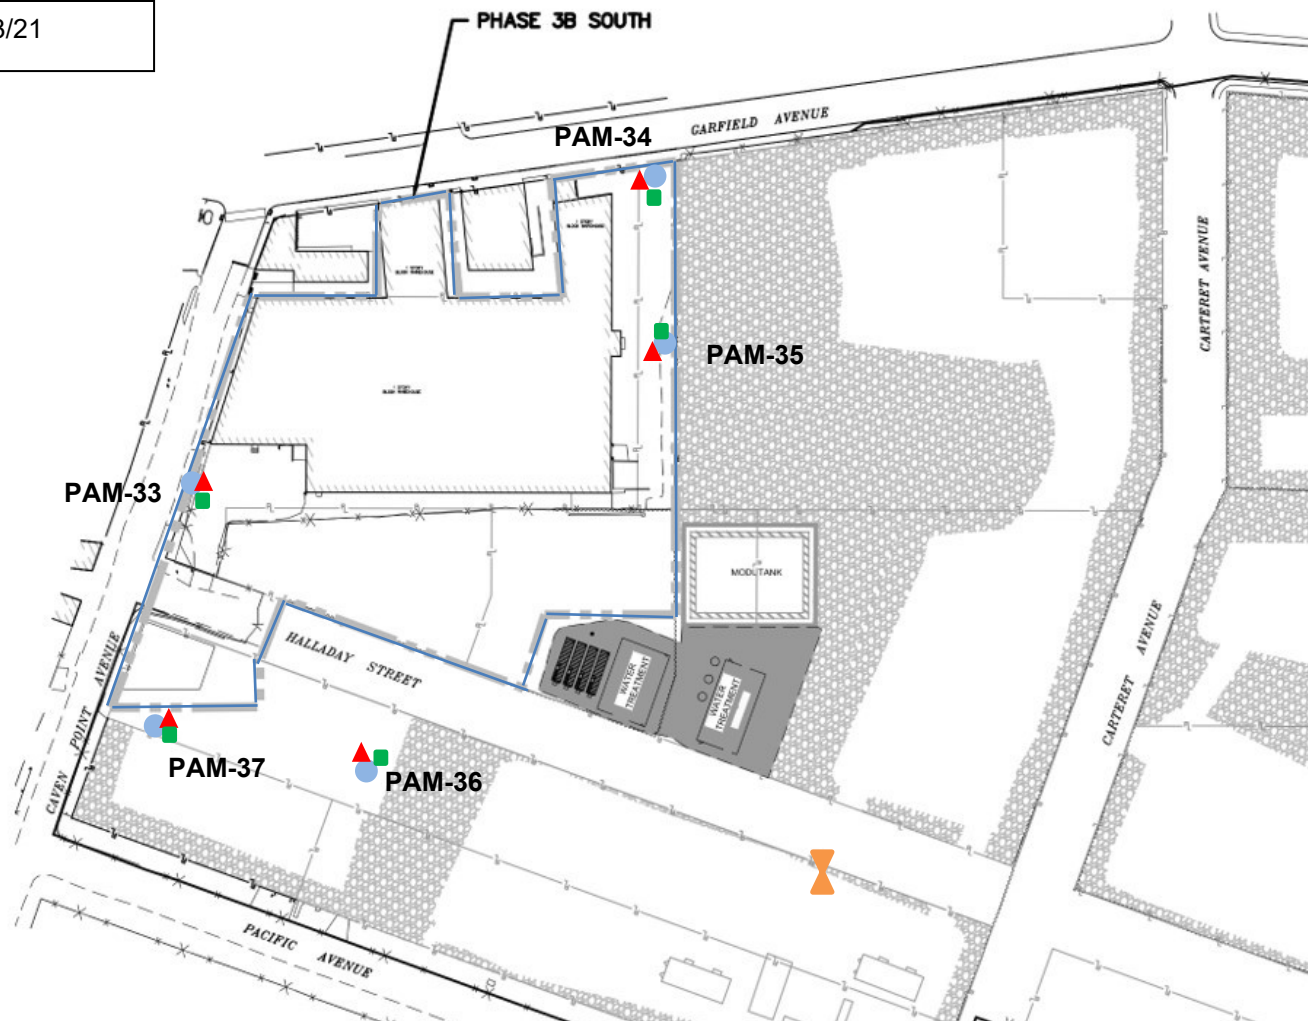 3/21
PHASE 3B SOUTH
PAM-34
GARFIELD AVENUE
CARTERET AVENUE
PAM-35
PAM-33
MODUTANK
HALLADAY STREET
WATER
TREATMENT
WATER
TREATMENT
CAVEN POINT AVENUE
CARTERET AVENUE
PAM-37
PAM-36
PACIFIC
AVENUE